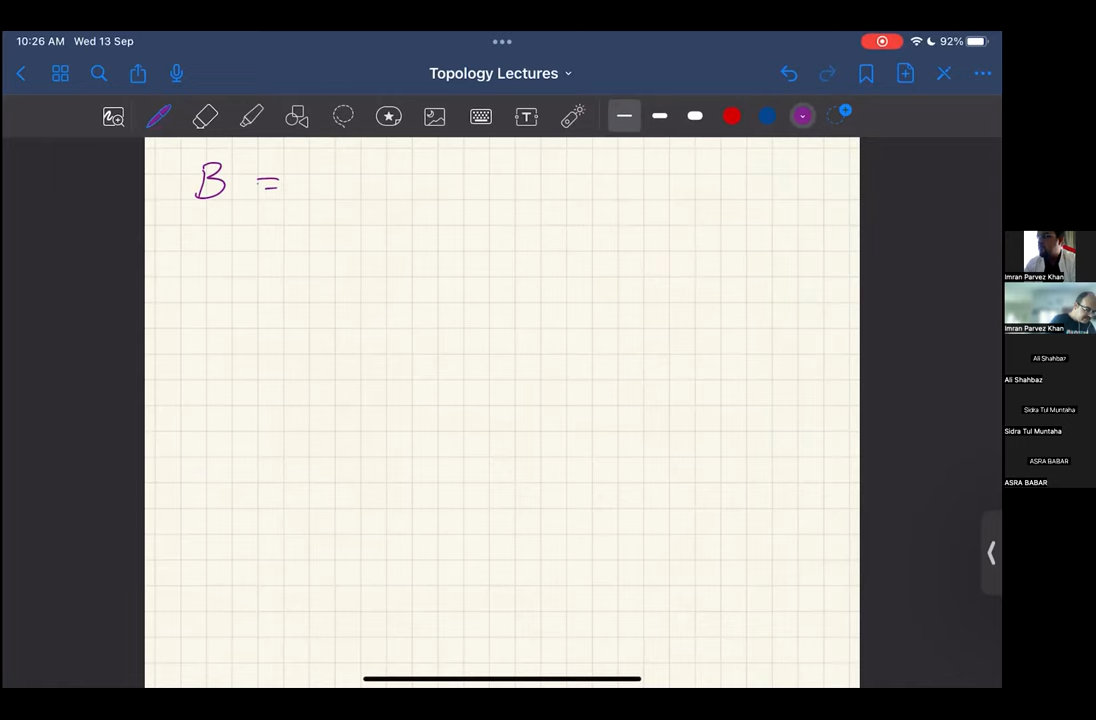 10:26 AM Wed 13 Sep
92%
Topology Lectures
T
B =
Imran Parvez Khan
Imran Parvez Khan
Ali Shahbaz
Ali Shahbaz
Sidra Tul Muntaha
Sidra Tul Muntaha
ASRA BABAR
ASRA BABAR